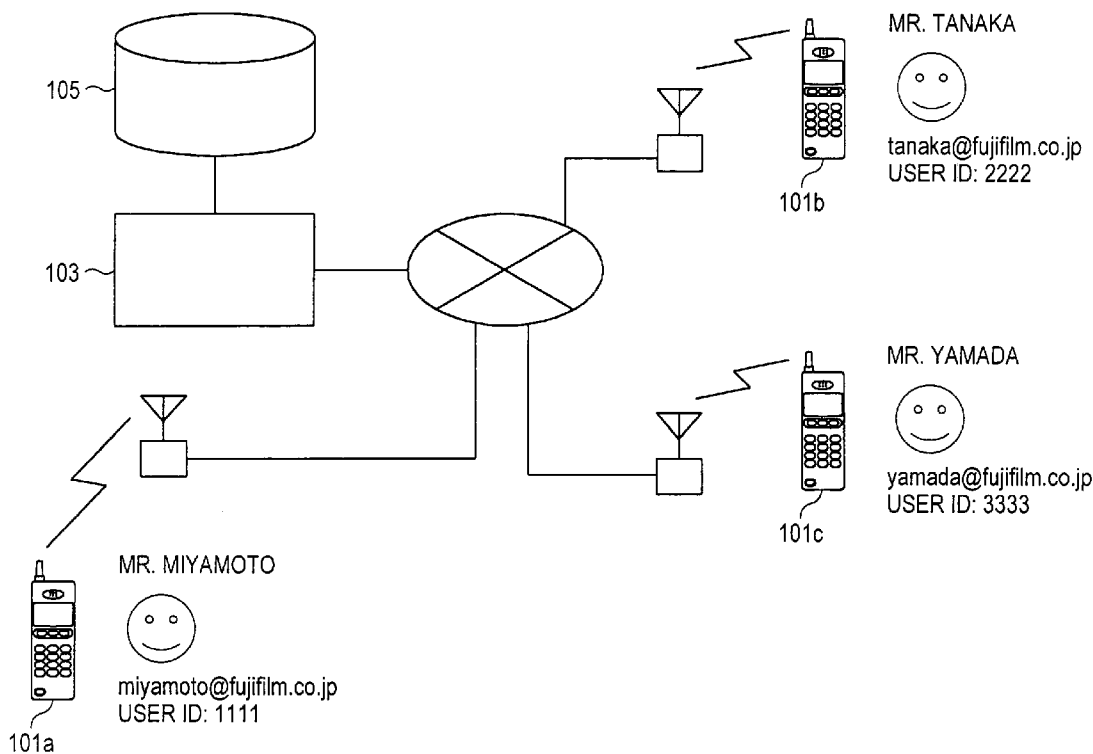 105
103
MR. TANAKA
tanaka@fujifilm.co.jp
USER ID: 2222
101b
MR. YAMADA
yamada@fujifilm.co.jp
USER ID: 3333
101c
MR. MIYAMOTO
miyamoto@fujifilm.co.jp
USER ID: 1111
101a